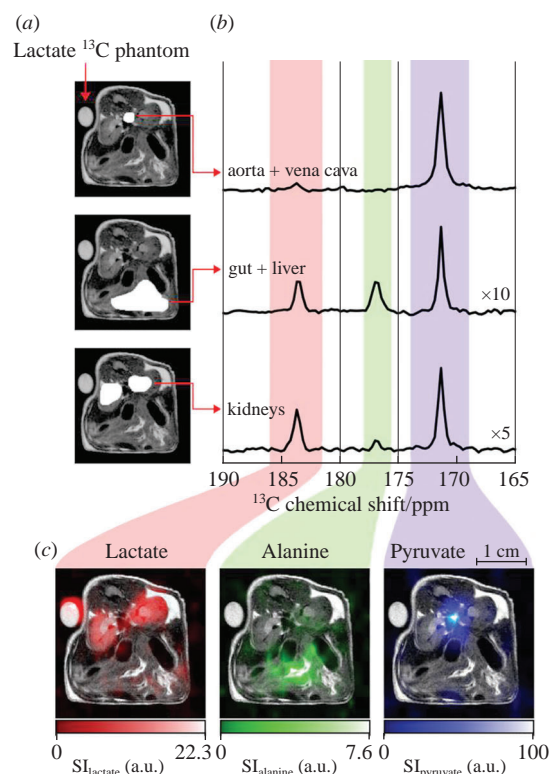 (a)
(b)
Lactate ¹³C phantom
aorta + vena cava
gut + liver
×10
kidneys
×5
190 185 180 175 170 165
¹³C chemical shift/ppm
(c)
Lactate Alanine Pyruvate
1 cm
0 22.3 0 7.6 0 100
SIlactate (a.u.) SIalanine (a.u.) SIpyruvate (a.u.)